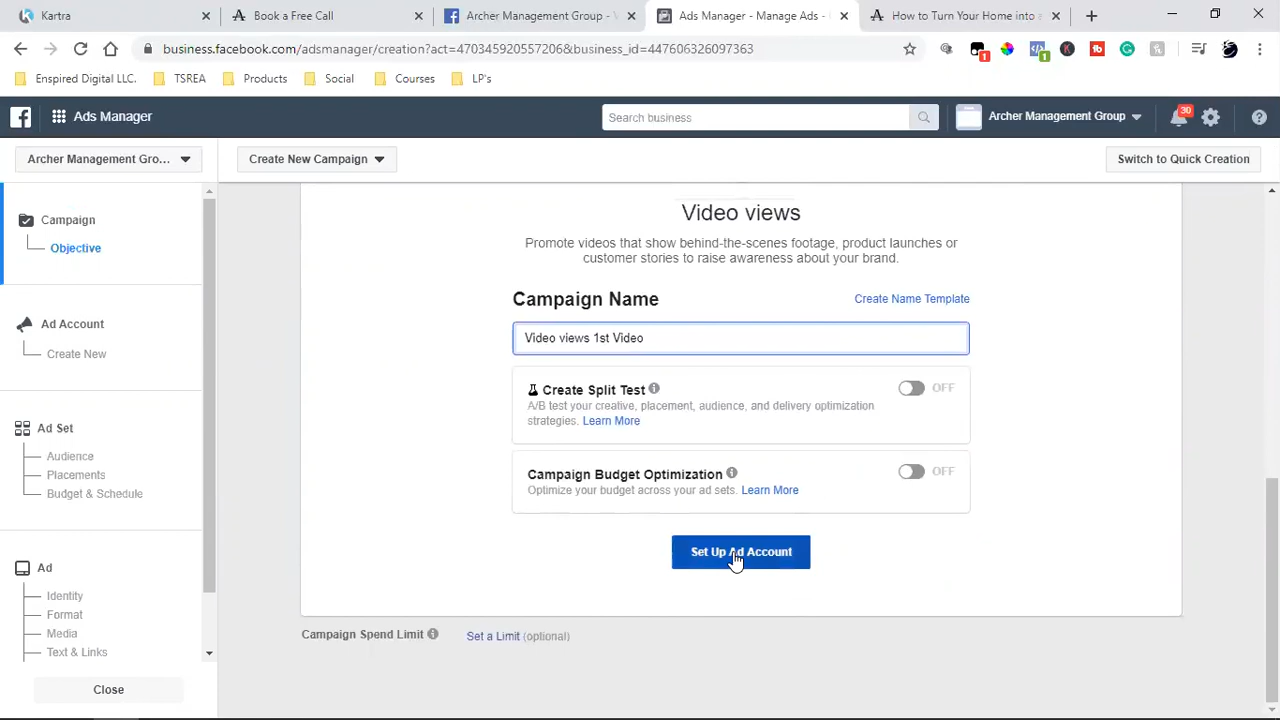 Kartra
Book a Free Call
Archer Management Group -
Ads Manager - Manage Ads -
How to Turn Your Home into
business.facebook.com/adsmanager/creation?act=470345920557206&business_id=447606326097363
1
1
Enspired Digital LLC.
TSREA
Products
Social
Courses
LP's
Ads Manager
Search business
Archer Management Group
30
Archer Management Gro...
Create New Campaign
Switch to Quick Creation
Campaign
Objective
Ad Account
Create New
Ad Set
Audience
Placements
Budget & Schedule
Ad
Identity
Format
Media
Text & Links
Close
Video views
Promote videos that show behind-the-scenes footage, product launches or
customer stories to raise awareness about your brand.
Campaign Name
Create Name Template
Video views 1st Video
Create Split Test
OFF
A/B test your creative, placement, audience, and delivery optimization
strategies. Learn More
Campaign Budget Optimization
OFF
Optimize your budget across your ad sets. Learn More
Set Up Ad Account
Campaign Spend Limit
Set a Limit (optional)